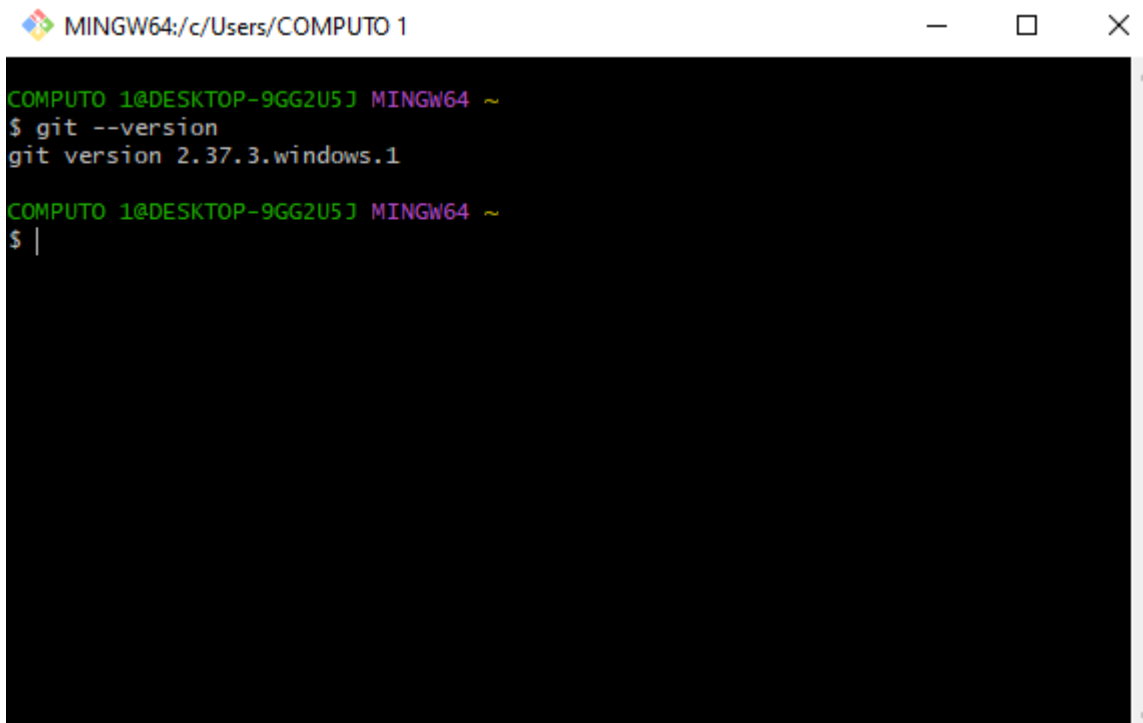 MINGW64:/c/Users/COMPUTO 1
COMPUTO 1@DESKTOP-9GG2U5J MINGW64 ~
$ git --version
git version 2.37.3.windows.1
COMPUTO 1@DESKTOP-9GG2U5J MINGW64 ~
$